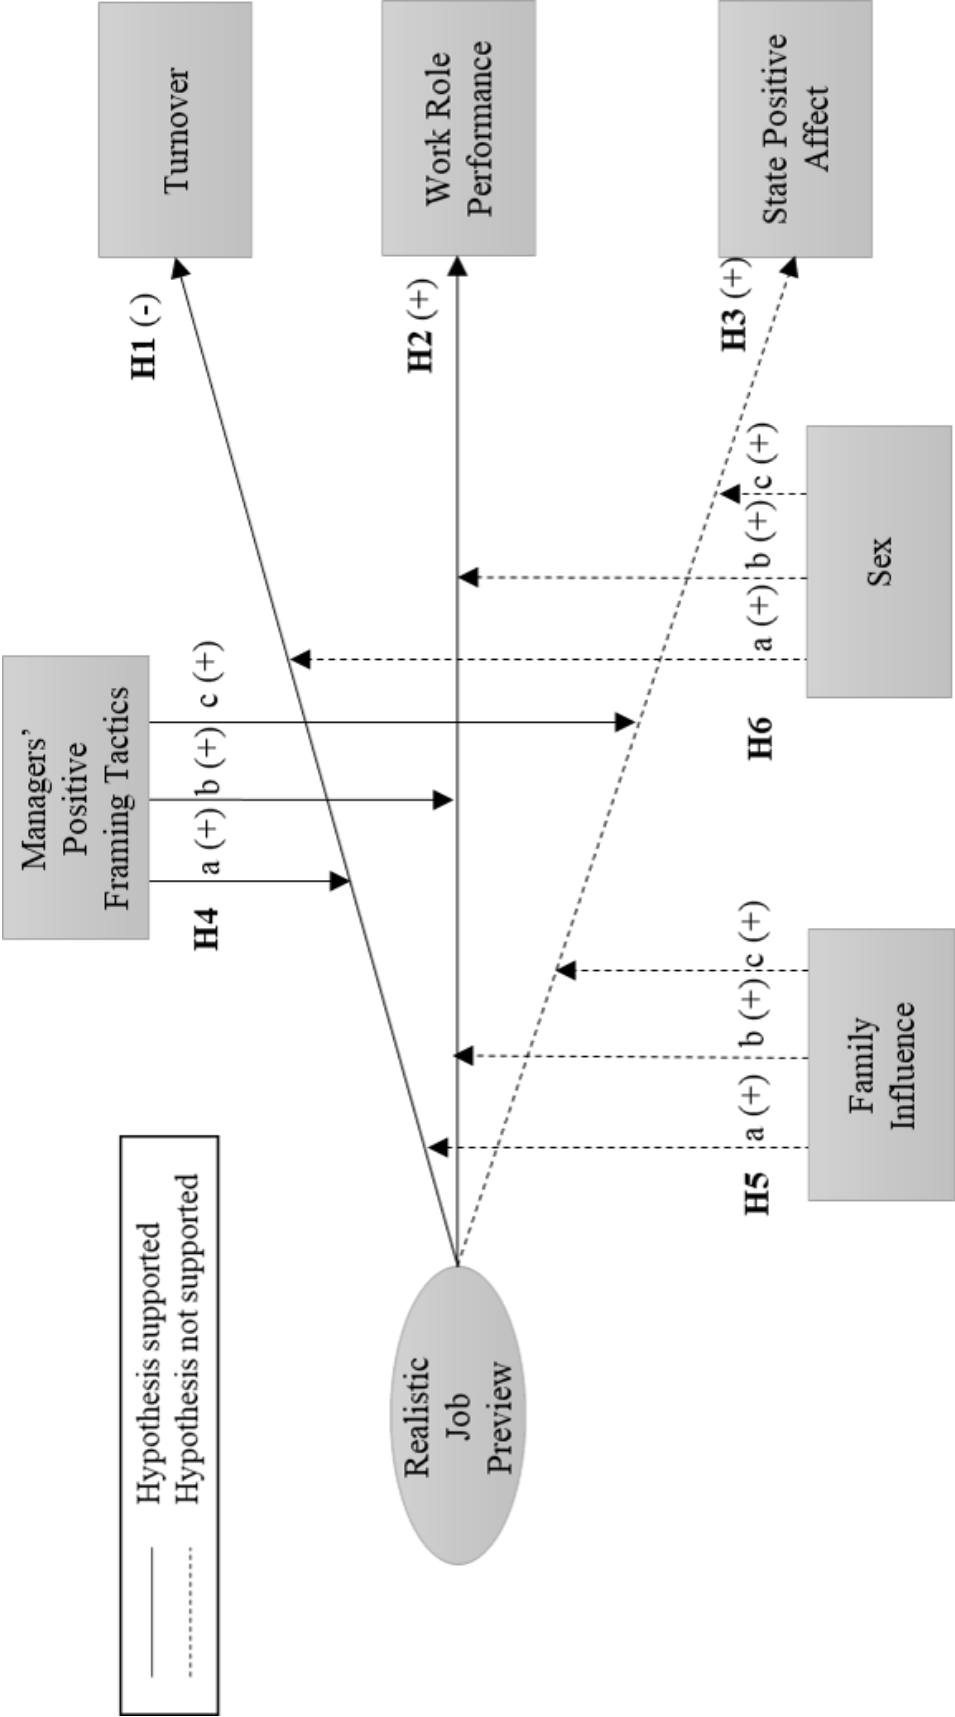 Hypothesis supported
Hypothesis not supported
Managers’
Positive
Framing Tactics
H4 a (+) b (+) c (+)
H1 (-)
Turnover
Realistic
Job
Preview
H2 (+)
Work Role
Performance
H3 (+)
State Positive
Affect
H5 a (+) b (+) c (+)
Family
Influence
H6 a (+) b (+) c (+)
Sex